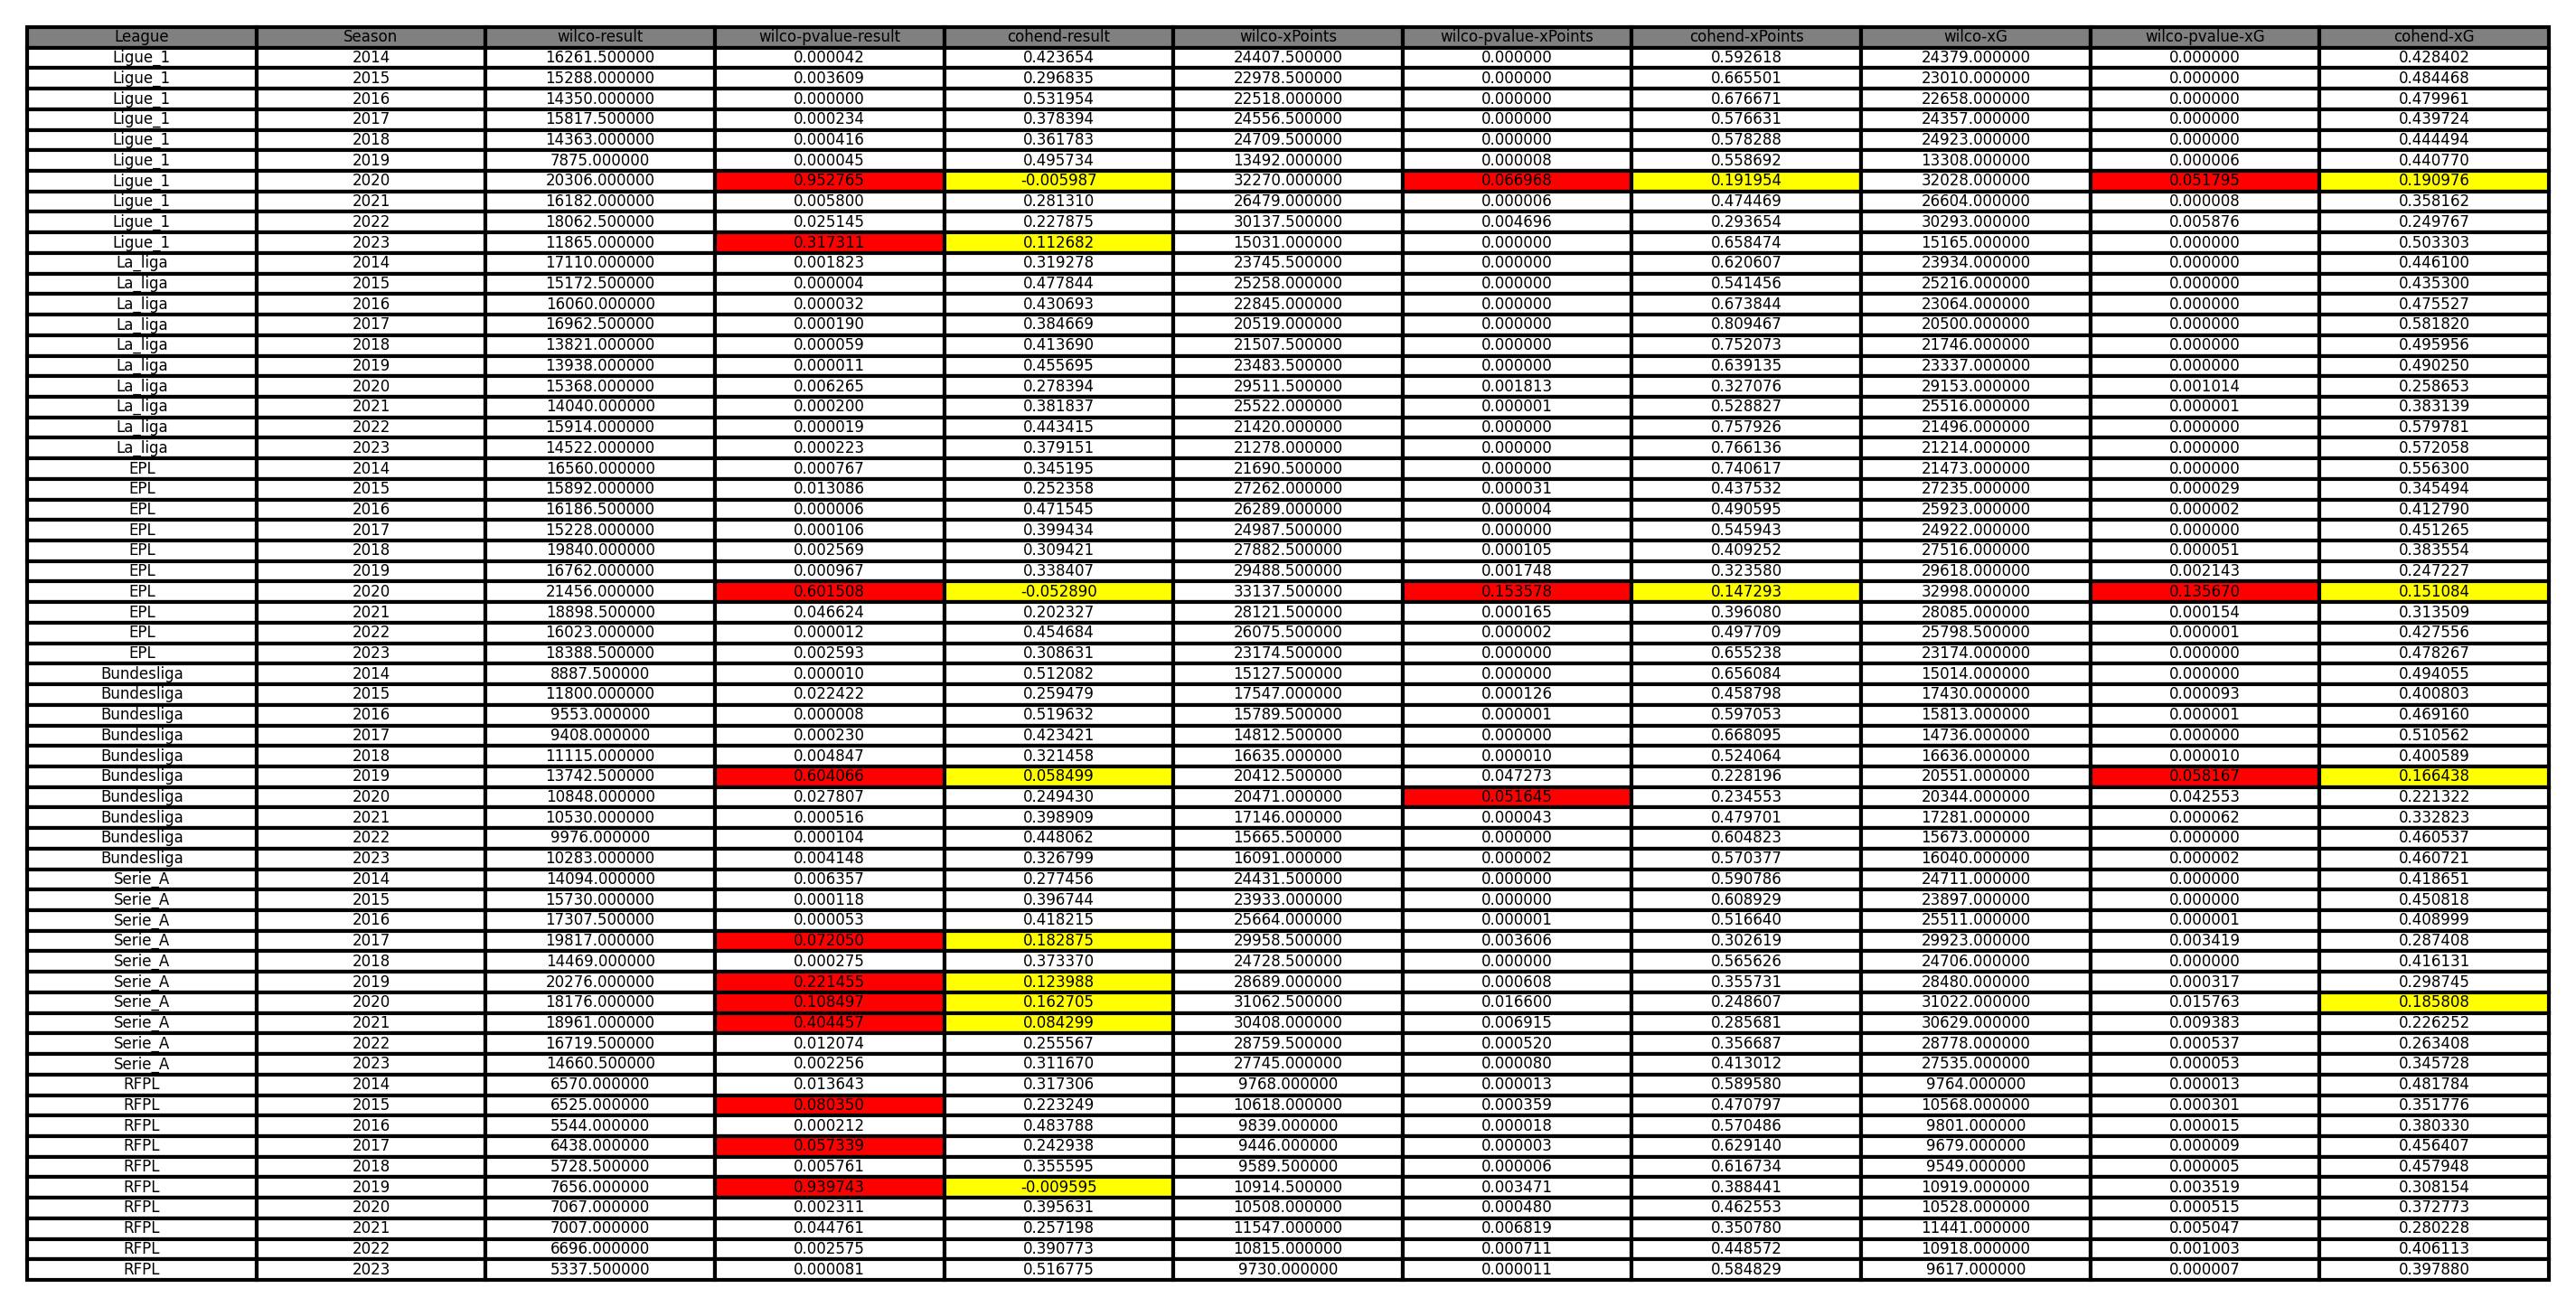 League Season wilco-result wilco-pvalue-result cohend-result wilco-xPoints wilco-pvalue-xPoints cohend-xPoints wilco-xG wilco-pvalue-xG cohend-xG
Ligue_1 2014 16261.500000 0.000042 0.423654 24407.500000 0.000000 0.592618 24379.000000 0.000000 0.428402
Ligue_1 2015 15288.000000 0.003609 0.296835 22978.500000 0.000000 0.665501 23010.000000 0.000000 0.484468
Ligue_1 2016 14350.000000 0.000000 0.531954 22518.000000 0.000000 0.676671 22658.000000 0.000000 0.479961
Ligue_1 2017 15817.500000 0.000234 0.378394 24556.500000 0.000000 0.576631 24357.000000 0.000000 0.439724
Ligue_1 2018 14363.000000 0.000416 0.361783 24709.500000 0.000000 0.578288 24923.000000 0.000000 0.444494
Ligue_1 2019 7875.000000 0.000045 0.495734 13492.000000 0.000008 0.558692 13308.000000 0.000006 0.440770
Ligue_1 2020 20306.000000 0.952765 -0.005987 32270.000000 0.066968 0.191954 32028.000000 0.051795 0.190976
Ligue_1 2021 16182.000000 0.005800 0.281310 26479.000000 0.000006 0.474469 26604.000000 0.000008 0.358162
Ligue_1 2022 18062.500000 0.025145 0.227875 30137.500000 0.004696 0.293654 30293.000000 0.005876 0.249767
Ligue_1 2023 11865.000000 0.317311 0.112682 15031.000000 0.000000 0.658474 15165.000000 0.000000 0.503303
La_liga 2014 17110.000000 0.001823 0.319278 23745.500000 0.000000 0.620607 23934.000000 0.000000 0.446100
La_liga 2015 15172.500000 0.000004 0.477844 25258.000000 0.000000 0.541456 25216.000000 0.000000 0.435300
La_liga 2016 16060.000000 0.000032 0.430693 22845.000000 0.000000 0.673844 23064.000000 0.000000 0.475527
La_liga 2017 16962.500000 0.000190 0.384669 20519.000000 0.000000 0.809467 20500.000000 0.000000 0.581820
La_liga 2018 13821.000000 0.000059 0.413690 21507.500000 0.000000 0.752073 21746.000000 0.000000 0.495956
La_liga 2019 13938.000000 0.000011 0.455695 23483.500000 0.000000 0.639135 23337.000000 0.000000 0.490250
La_liga 2020 15368.000000 0.006265 0.278394 29511.500000 0.001813 0.327076 29153.000000 0.001014 0.258653
La_liga 2021 14040.000000 0.000200 0.381837 25522.000000 0.000001 0.528827 25516.000000 0.000001 0.383139
La_liga 2022 15914.000000 0.000019 0.443415 21420.000000 0.000000 0.757926 21496.000000 0.000000 0.579781
La_liga 2023 14522.000000 0.000223 0.379151 21278.000000 0.000000 0.766136 21214.000000 0.000000 0.572058
EPL 2014 16560.000000 0.000767 0.345195 21690.500000 0.000000 0.740617 21473.000000 0.000000 0.556300
EPL 2015 15892.000000 0.013086 0.252358 27262.000000 0.000031 0.437532 27235.000000 0.000029 0.345494
EPL 2016 16186.500000 0.000006 0.471545 26289.000000 0.000004 0.490595 25923.000000 0.000002 0.412790
EPL 2017 15228.000000 0.000106 0.399434 24987.500000 0.000000 0.545943 24922.000000 0.000000 0.451265
EPL 2018 19840.000000 0.002569 0.309421 27882.500000 0.000105 0.409252 27516.000000 0.000051 0.383554
EPL 2019 16762.000000 0.000967 0.338407 29488.500000 0.001748 0.323580 29618.000000 0.002143 0.247227
EPL 2020 21456.000000 0.601508 -0.052890 33137.500000 0.153578 0.147293 32998.000000 0.135670 0.151084
EPL 2021 18898.500000 0.046624 0.202327 28121.500000 0.000165 0.396080 28085.000000 0.000154 0.313509
EPL 2022 16023.000000 0.000012 0.454684 26075.500000 0.000002 0.497709 25798.500000 0.000001 0.427556
EPL 2023 18388.500000 0.002593 0.308631 23174.500000 0.000000 0.655238 23174.000000 0.000000 0.478267
Bundesliga 2014 8887.500000 0.000010 0.512082 15127.500000 0.000000 0.656084 15014.000000 0.000000 0.494055
Bundesliga 2015 11800.000000 0.022422 0.259479 17547.000000 0.000126 0.458798 17430.000000 0.000093 0.400803
Bundesliga 2016 9553.000000 0.000008 0.519632 15789.500000 0.000001 0.597053 15813.000000 0.000001 0.469160
Bundesliga 2017 9408.000000 0.000230 0.423421 14812.500000 0.000000 0.668095 14736.000000 0.000000 0.510562
Bundesliga 2018 11115.000000 0.004847 0.321458 16635.000000 0.000010 0.524064 16636.000000 0.000010 0.400589
Bundesliga 2019 13742.500000 0.604066 0.058499 20412.500000 0.047273 0.228196 20551.000000 0.058167 0.166438
Bundesliga 2020 10848.000000 0.027807 0.249430 20471.000000 0.051645 0.234553 20344.000000 0.042553 0.221322
Bundesliga 2021 10530.000000 0.000516 0.398909 17146.000000 0.000043 0.479701 17281.000000 0.000062 0.332823
Bundesliga 2022 9976.000000 0.000104 0.448062 15665.500000 0.000000 0.604823 15673.000000 0.000000 0.460537
Bundesliga 2023 10283.000000 0.004148 0.326799 16091.000000 0.000002 0.570377 16040.000000 0.000002 0.460721
Serie_A 2014 14094.000000 0.006357 0.277456 24431.500000 0.000000 0.590786 24711.000000 0.000000 0.418651
Serie_A 2015 15730.000000 0.000118 0.396744 23933.000000 0.000000 0.608929 23897.000000 0.000000 0.450818
Serie_A 2016 17307.500000 0.000053 0.418215 25664.000000 0.000001 0.516640 25511.000000 0.000001 0.408999
Serie_A 2017 19817.000000 0.072050 0.182875 29958.500000 0.003606 0.302619 29923.000000 0.003419 0.287408
Serie_A 2018 14469.000000 0.000275 0.373370 24728.500000 0.000000 0.565626 24706.000000 0.000000 0.416131
Serie_A 2019 20276.000000 0.221455 0.123988 28689.000000 0.000608 0.355731 28480.000000 0.000317 0.298745
Serie_A 2020 18176.000000 0.108497 0.162705 31062.500000 0.016600 0.248607 31022.000000 0.015763 0.185808
Serie_A 2021 18961.000000 0.404457 0.084299 30408.000000 0.006915 0.285681 30629.000000 0.009383 0.226252
Serie_A 2022 16719.500000 0.012074 0.255567 28759.500000 0.000520 0.356687 28778.000000 0.000537 0.263408
Serie_A 2023 14660.500000 0.002256 0.311670 27745.000000 0.000080 0.413012 27535.000000 0.000053 0.345728
RFPL 2014 6570.000000 0.013643 0.317306 9768.000000 0.000013 0.589580 9764.000000 0.000013 0.481784
RFPL 2015 6525.000000 0.080350 0.223249 10618.000000 0.000359 0.470797 10568.000000 0.000301 0.351776
RFPL 2016 5544.000000 0.000212 0.483788 9839.000000 0.000018 0.570486 9801.000000 0.000015 0.380330
RFPL 2017 6438.000000 0.057339 0.242938 9446.000000 0.000003 0.629140 9679.000000 0.000009 0.456407
RFPL 2018 5728.500000 0.005761 0.355595 9589.500000 0.000006 0.616734 9549.000000 0.000005 0.457948
RFPL 2019 7656.000000 0.939743 -0.009595 10914.500000 0.003471 0.388441 10919.000000 0.003519 0.308154
RFPL 2020 7067.000000 0.002311 0.395631 10508.000000 0.000480 0.462553 10528.000000 0.000515 0.372773
RFPL 2021 7007.000000 0.044761 0.257198 11547.000000 0.006819 0.350780 11441.000000 0.005047 0.280228
RFPL 2022 6696.000000 0.002575 0.390773 10815.000000 0.000711 0.448572 10918.000000 0.001003 0.406113
RFPL 2023 5337.500000 0.000081 0.516775 9730.000000 0.000011 0.584829 9617.000000 0.000007 0.397880